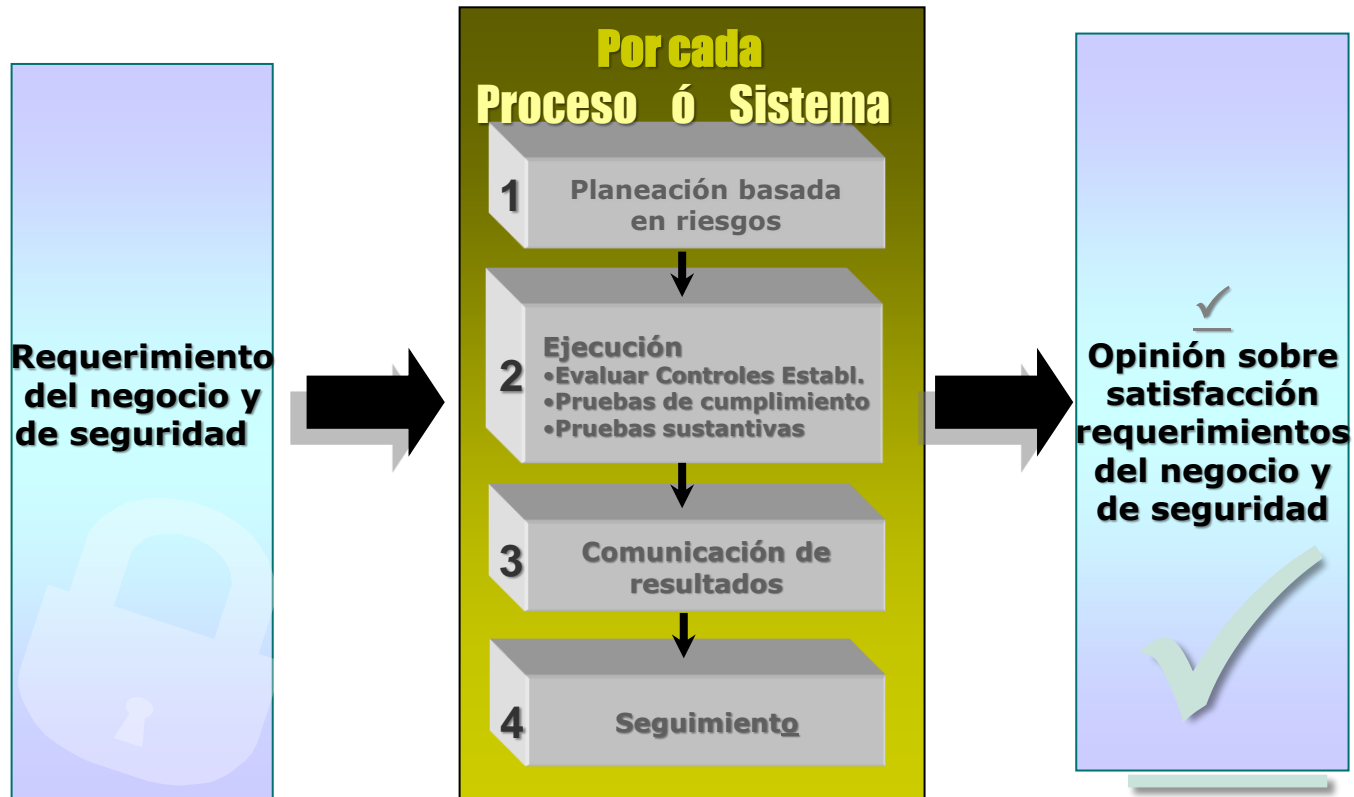 Requerimiento
del negocio y
de seguridad
Por cada
Proceso ó Sistema
1
Planeación basada
en riesgos
2
Ejecución
•Evaluar Controles Establ.
•Pruebas de cumplimiento
•Pruebas sustantivas
3
Comunicación de
resultados
4
Seguimiento
✓
Opinión sobre
satisfacción
requerimientos
del negocio y
de seguridad